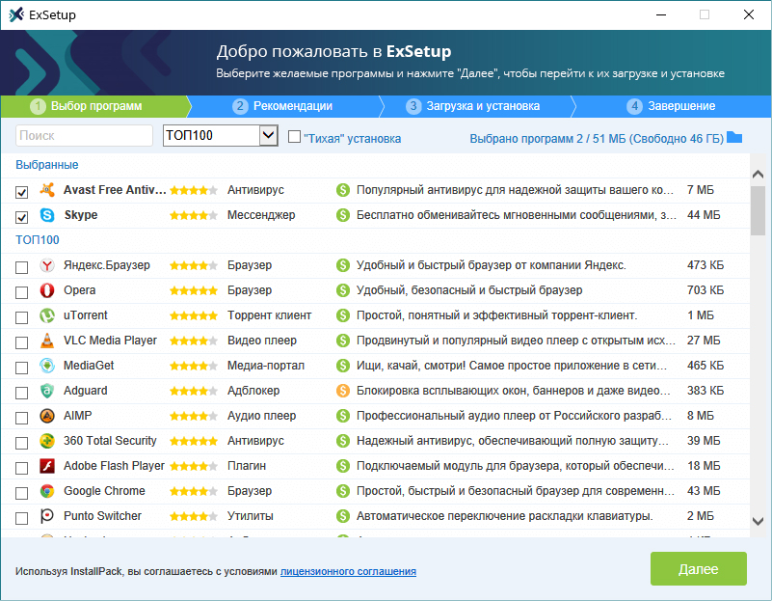 ExSetup
Добро пожаловать в ExSetup
Выберите желаемые программы и нажмите "Далее", чтобы перейти к их загрузке и установке
1 Выбор программ 2 Рекомендации 3 Загрузка и установка 4 Завершение
Поиск ТОП100 "Тихая" установка Выбрано программ 2 / 51 МБ (Свободно 46 ГБ)
Выбранные
Avast Free Antiv... Антивирус $ Популярный антивирус для надежной защиты вашего ко... 7 МБ
Skype Мессенджер $ Бесплатно обменивайтесь мгновенными сообщениями, з... 44 МБ
ТОП100
Яндекс.Браузер Браузер $ Удобный и быстрый браузер от компании Яндекс. 473 КБ
Opera Браузер $ Удобный, безопасный и быстрый браузер 703 КБ
uTorrent Торрент клиент $ Простой, понятный и эффективный торрент-клиент. 1 МБ
VLC Media Player Видео плеер $ Продвинутый и популярный видео плеер с открытым исх... 27 МБ
MediaGet Медиа-портал $ Ищи, качай, смотри! Самое простое приложение в сети... 465 КБ
Adguard Адблокер $ Блокировка всплывающих окон, баннеров и даже видео... 383 КБ
AIMP Аудио плеер $ Профессиональный аудио плеер от Российского разраб... 8 МБ
360 Total Security Антивирус $ Надежный антивирус, обеспечивающий полную защиту... 39 МБ
Adobe Flash Player Плагин $ Подключаемый модуль для браузера, который обеспечи... 18 МБ
Google Chrome Браузер $ Простой, быстрый и безопасный браузер для современн... 43 МБ
Punto Switcher Утилиты $ Автоматическое переключение раскладки клавиатуры. 2 МБ
Используя InstallPack, вы соглашаетесь с условиями лицензионного соглашения
Далее